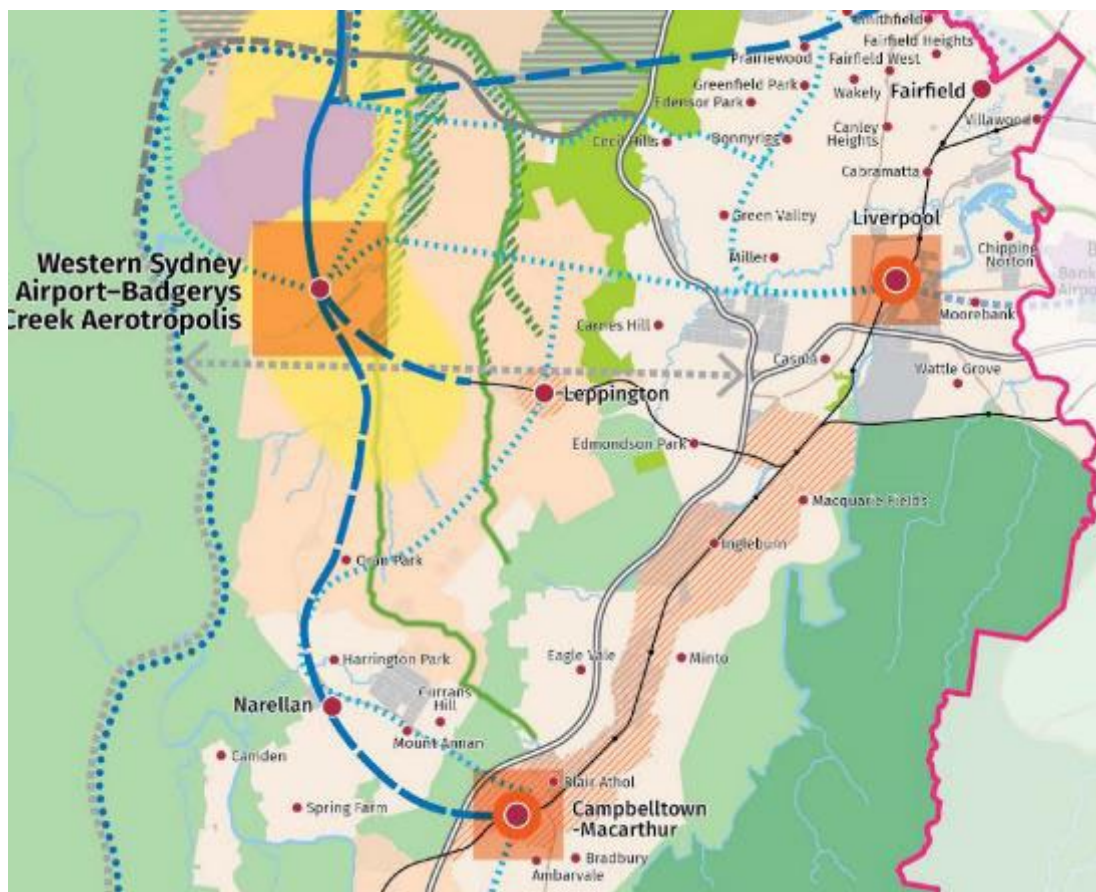 Smithfield
Fairfield Heights
Prairiewood
Fairfield West
Greenfield Park
Wakely
Fairfield
Edensor Park
Villawood
Canley
Heights
Cecil Hills
Bonnyrigg
Cabramatta
Green Valley
Liverpool
Chipping
Norton
Miller
Western Sydney
Airport–Badgerys
Creek Aerotropolis
Moorebank
Carnes Hill
Casula
Wattle Grove
Leppington
Edmondson Park
Macquarie Fields
Ingleburn
Oran Park
Harrington Park
Eagle Vale
Minto
Narellan
Currans
Hill
Mount Annan
Camden
Spring Farm
Blair Athol
Campbelltown
-Macarthur
Bradbury
Ambarvale